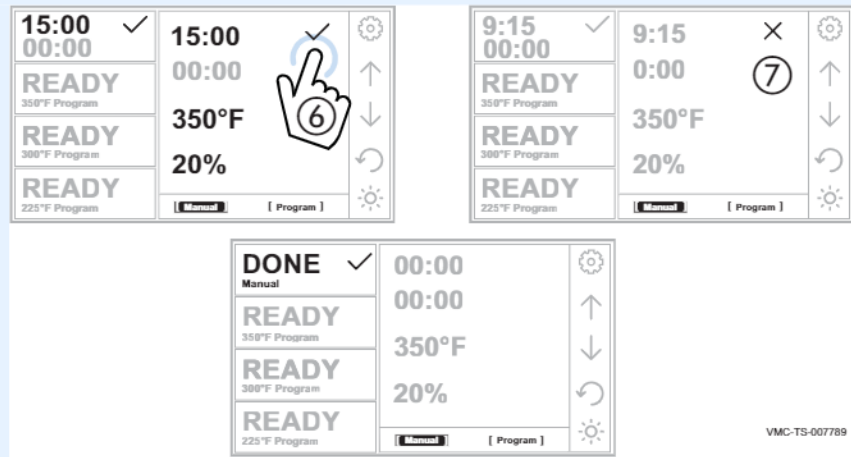 15:00
00:00
READY
350°F Program
READY
300°F Program
READY
225°F Program
15:00
00:00
350°F
20%
[ Manual ] [ Program ]
6
9:15
00:00
READY
350°F Program
READY
300°F Program
READY
225°F Program
9:15
0:00
350°F
20%
[ Manual ] [ Program ]
7
DONE
Manual
READY
350°F Program
READY
300°F Program
READY
225°F Program
00:00
00:00
350°F
20%
[ Manual ] [ Program ]
VMC-TS-007789